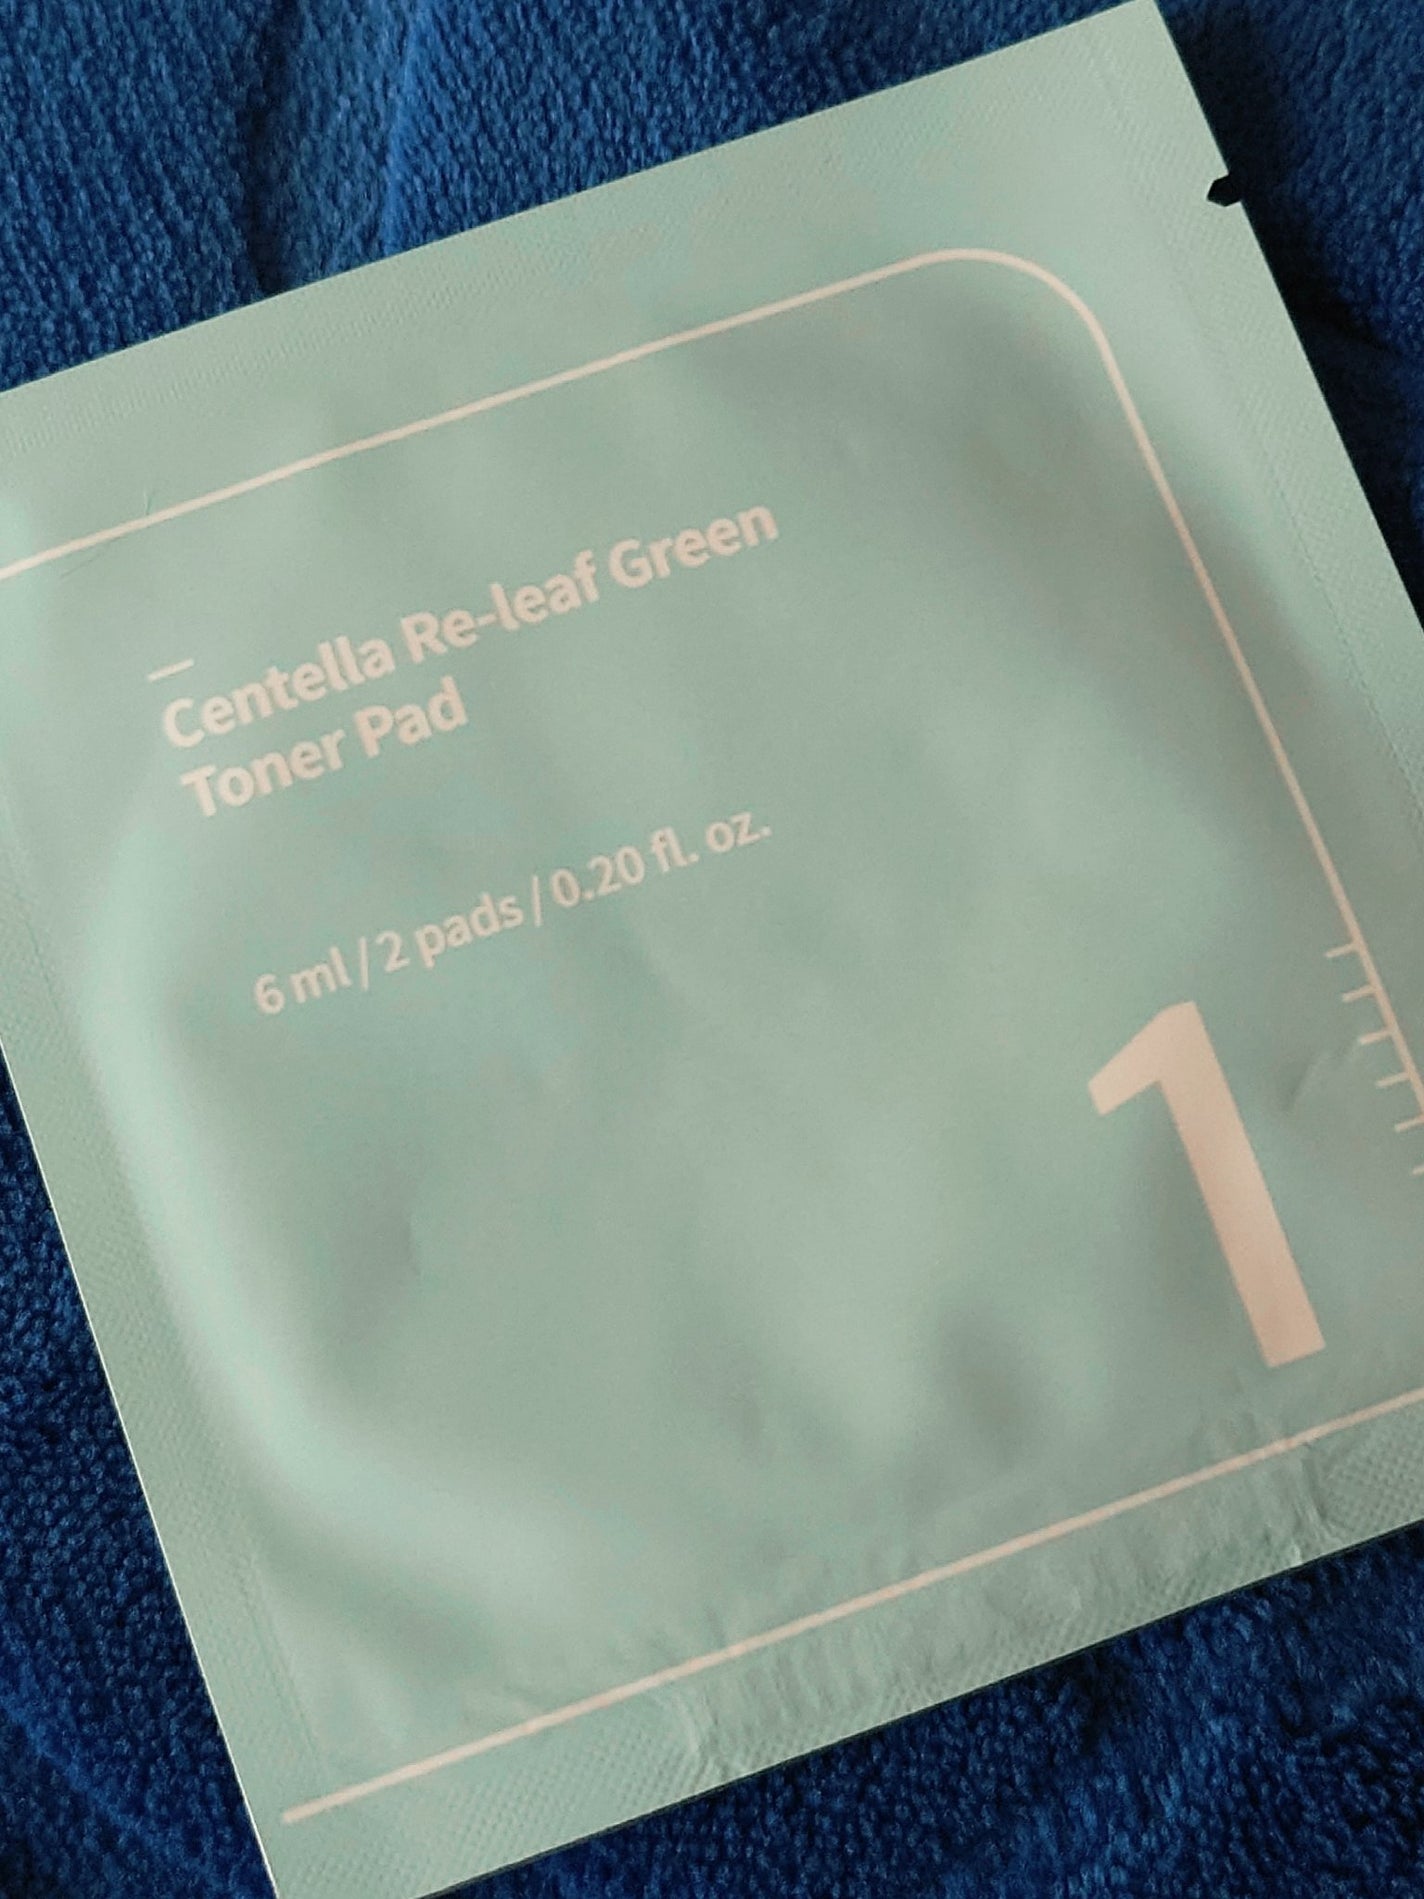 Centella Re-leaf Green
Toner Pad
6 ml / 2 pads / 0.20 fl. oz.
1